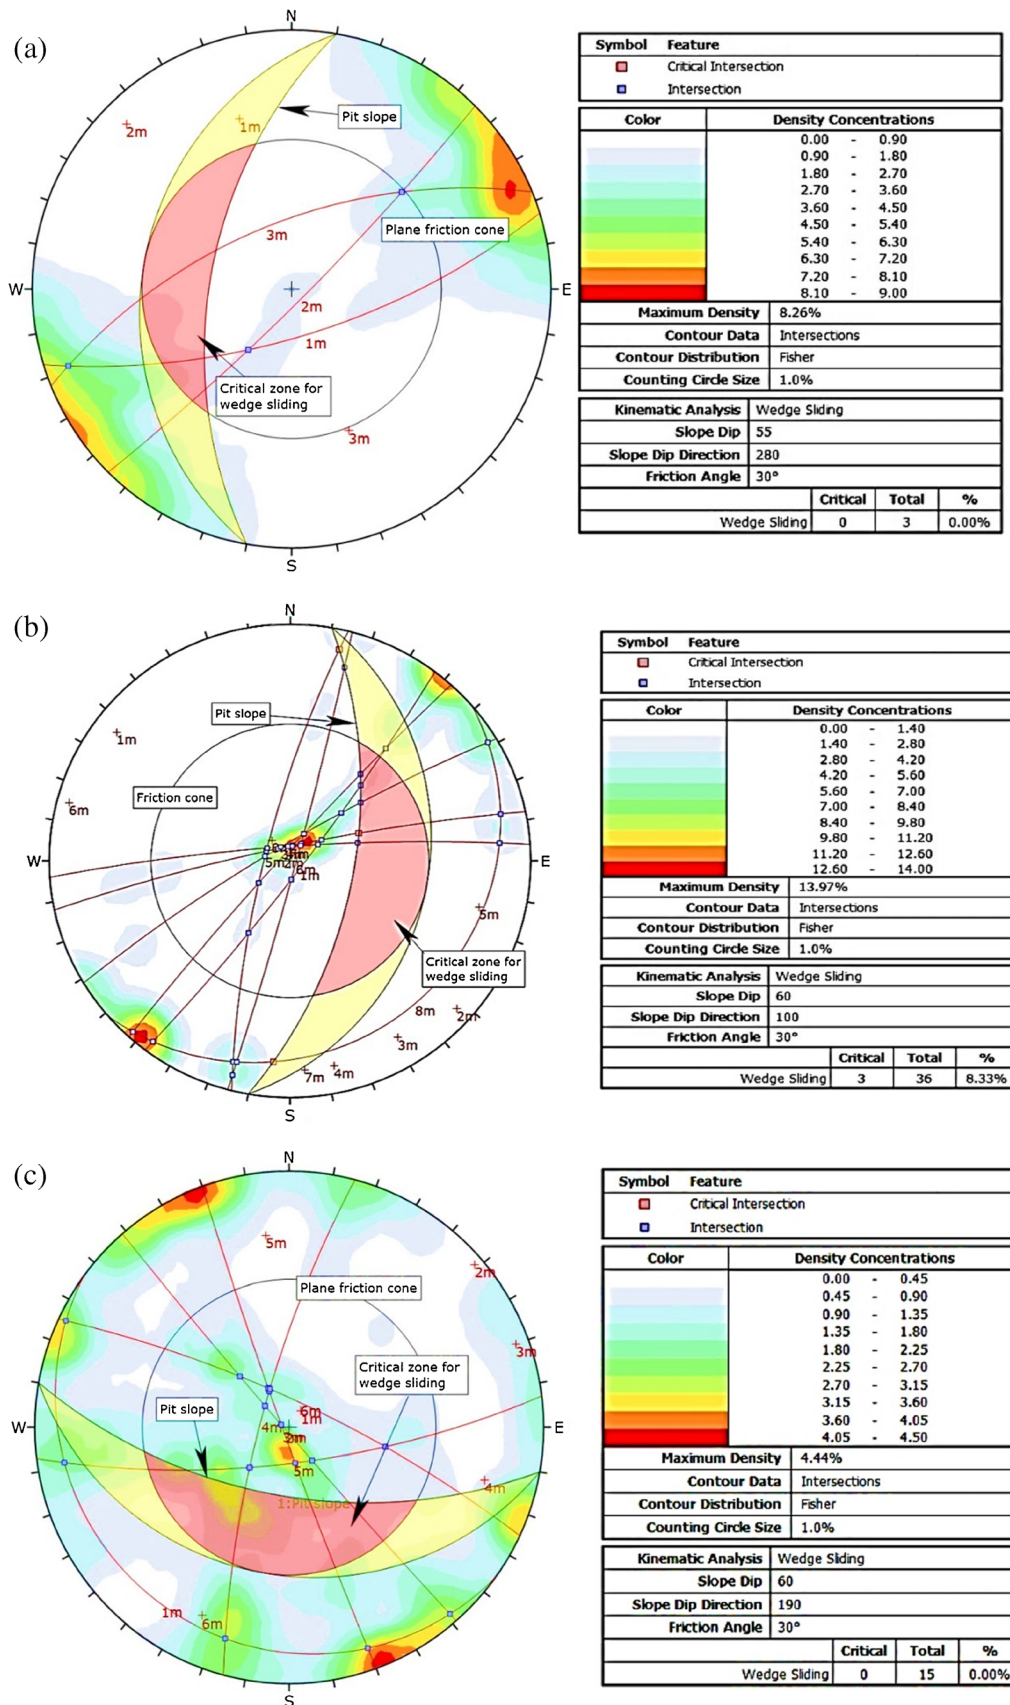 (a)
N
2m
1m
Pit slope
Plane friction cone
3m
W
E
2m
1m
Critical zone for
wedge sliding
3m
S
Symbol Feature
Critical Intersection
Intersection
Color Density Concentrations
0.00 - 0.90
0.90 - 1.80
1.80 - 2.70
2.70 - 3.60
3.60 - 4.50
4.50 - 5.40
5.40 - 6.30
6.30 - 7.20
7.20 - 8.10
8.10 - 9.00
Maximum Density 8.26%
Contour Data Intersections
Contour Distribution Fisher
Counting Circle Size 1.0%
Kinematic Analysis Wedge Sliding
Slope Dip 55
Slope Dip Direction 280
Friction Angle 30°
Critical Total %
Wedge Sliding 0 3 0.00%
(b)
N
Pit slope
1m
Friction cone
6m
W
E
5m
2m
1m
5m
Critical zone for
wedge sliding
8m
2m
3m
7m
4m
S
Symbol Feature
Critical Intersection
Intersection
Color Density Concentrations
0.00 - 1.40
1.40 - 2.80
2.80 - 4.20
4.20 - 5.60
5.60 - 7.00
7.00 - 8.40
8.40 - 9.80
9.80 - 11.20
11.20 - 12.60
12.60 - 14.00
Maximum Density 13.97%
Contour Data Intersections
Contour Distribution Fisher
Counting Circle Size 1.0%
Kinematic Analysis Wedge Sliding
Slope Dip 60
Slope Dip Direction 100
Friction Angle 30°
Critical Total %
Wedge Sliding 3 36 8.33%
(c)
N
5m
2m
Plane friction cone
3m
Critical zone for
wedge sliding
Pit slope
6m
1m
W
E
4m
2m
5m
4m
1:Pit slope
1m
6m
S
Symbol Feature
Critical Intersection
Intersection
Color Density Concentrations
0.00 - 0.45
0.45 - 0.90
0.90 - 1.35
1.35 - 1.80
1.80 - 2.25
2.25 - 2.70
2.70 - 3.15
3.15 - 3.60
3.60 - 4.05
4.05 - 4.50
Maximum Density 4.44%
Contour Data Intersections
Contour Distribution Fisher
Counting Circle Size 1.0%
Kinematic Analysis Wedge Sliding
Slope Dip 60
Slope Dip Direction 190
Friction Angle 30°
Critical Total %
Wedge Sliding 0 15 0.00%